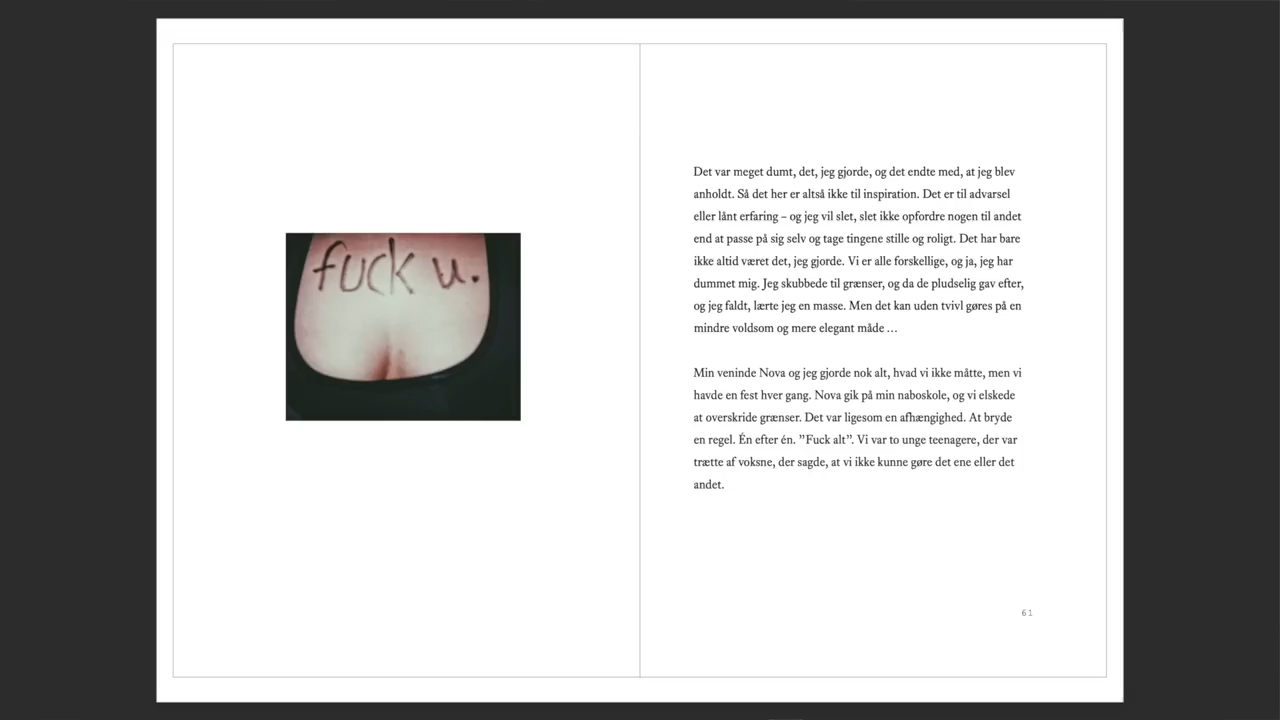 fuck u.
Det var meget dumt, det, jeg gjorde, og det endte med, at jeg blev
anholdt. Så det her er altså ikke til inspiration. Det er til advarsel
eller lånt erfaring – og jeg vil slet, slet ikke opfordre nogen til andet
end at passe på sig selv og tage tingene stille og roligt. Det har bare
ikke altid været det, jeg gjorde. Vi er alle forskellige, og ja, jeg har
dummet mig. Jeg skubbede til grænser, og da de pludselig gav efter,
og jeg faldt, lærte jeg en masse. Men det kan uden tvivl gøres på en
mindre voldsom og mere elegant måde …
Min veninde Nova og jeg gjorde nok alt, hvad vi ikke måtte, men vi
havde en fest hver gang. Nova gik på min naboskole, og vi elskede
at overskride grænser. Det var ligesom en afhængighed. At bryde
en regel. Én efter én. ”Fuck alt”. Vi var to unge teenagere, der var
trætte af voksne, der sagde, at vi ikke kunne gøre det ene eller det
andet.
61